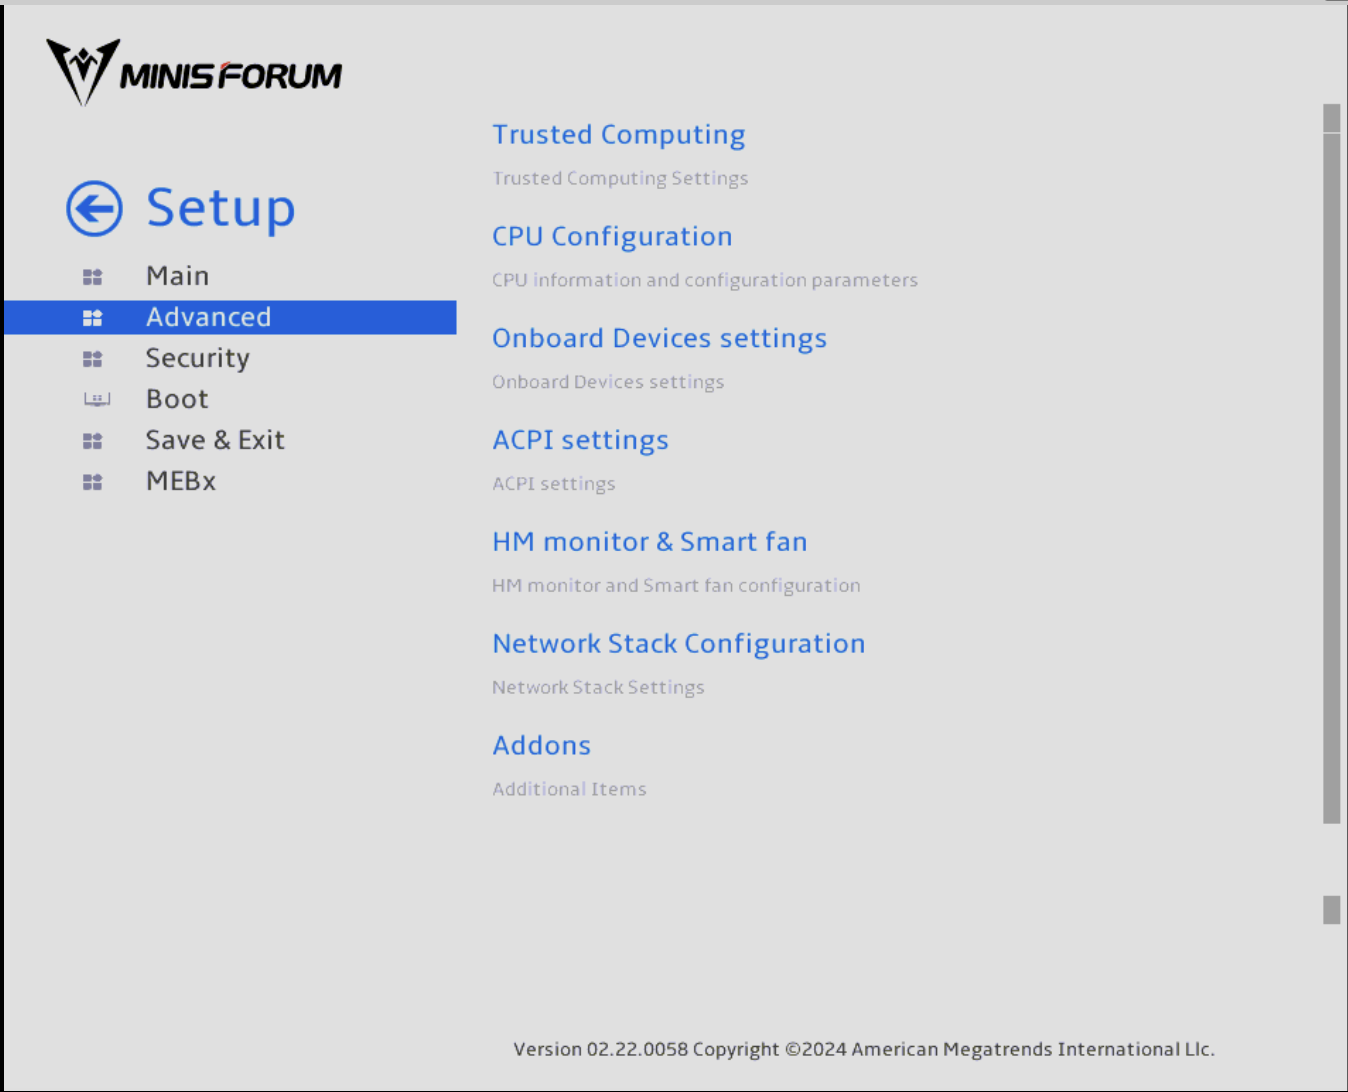 MINISFORUM
Setup
Main
Advanced
Security
Boot
Save & Exit
MEBx
Trusted Computing
Trusted Computing Settings
CPU Configuration
CPU information and configuration parameters
Onboard Devices settings
Onboard Devices settings
ACPI settings
ACPI settings
HM monitor & Smart fan
HM monitor and Smart fan configuration
Network Stack Configuration
Network Stack Settings
Addons
Additional Items
Version 02.22.0058 Copyright ©2024 American Megatrends International Llc.